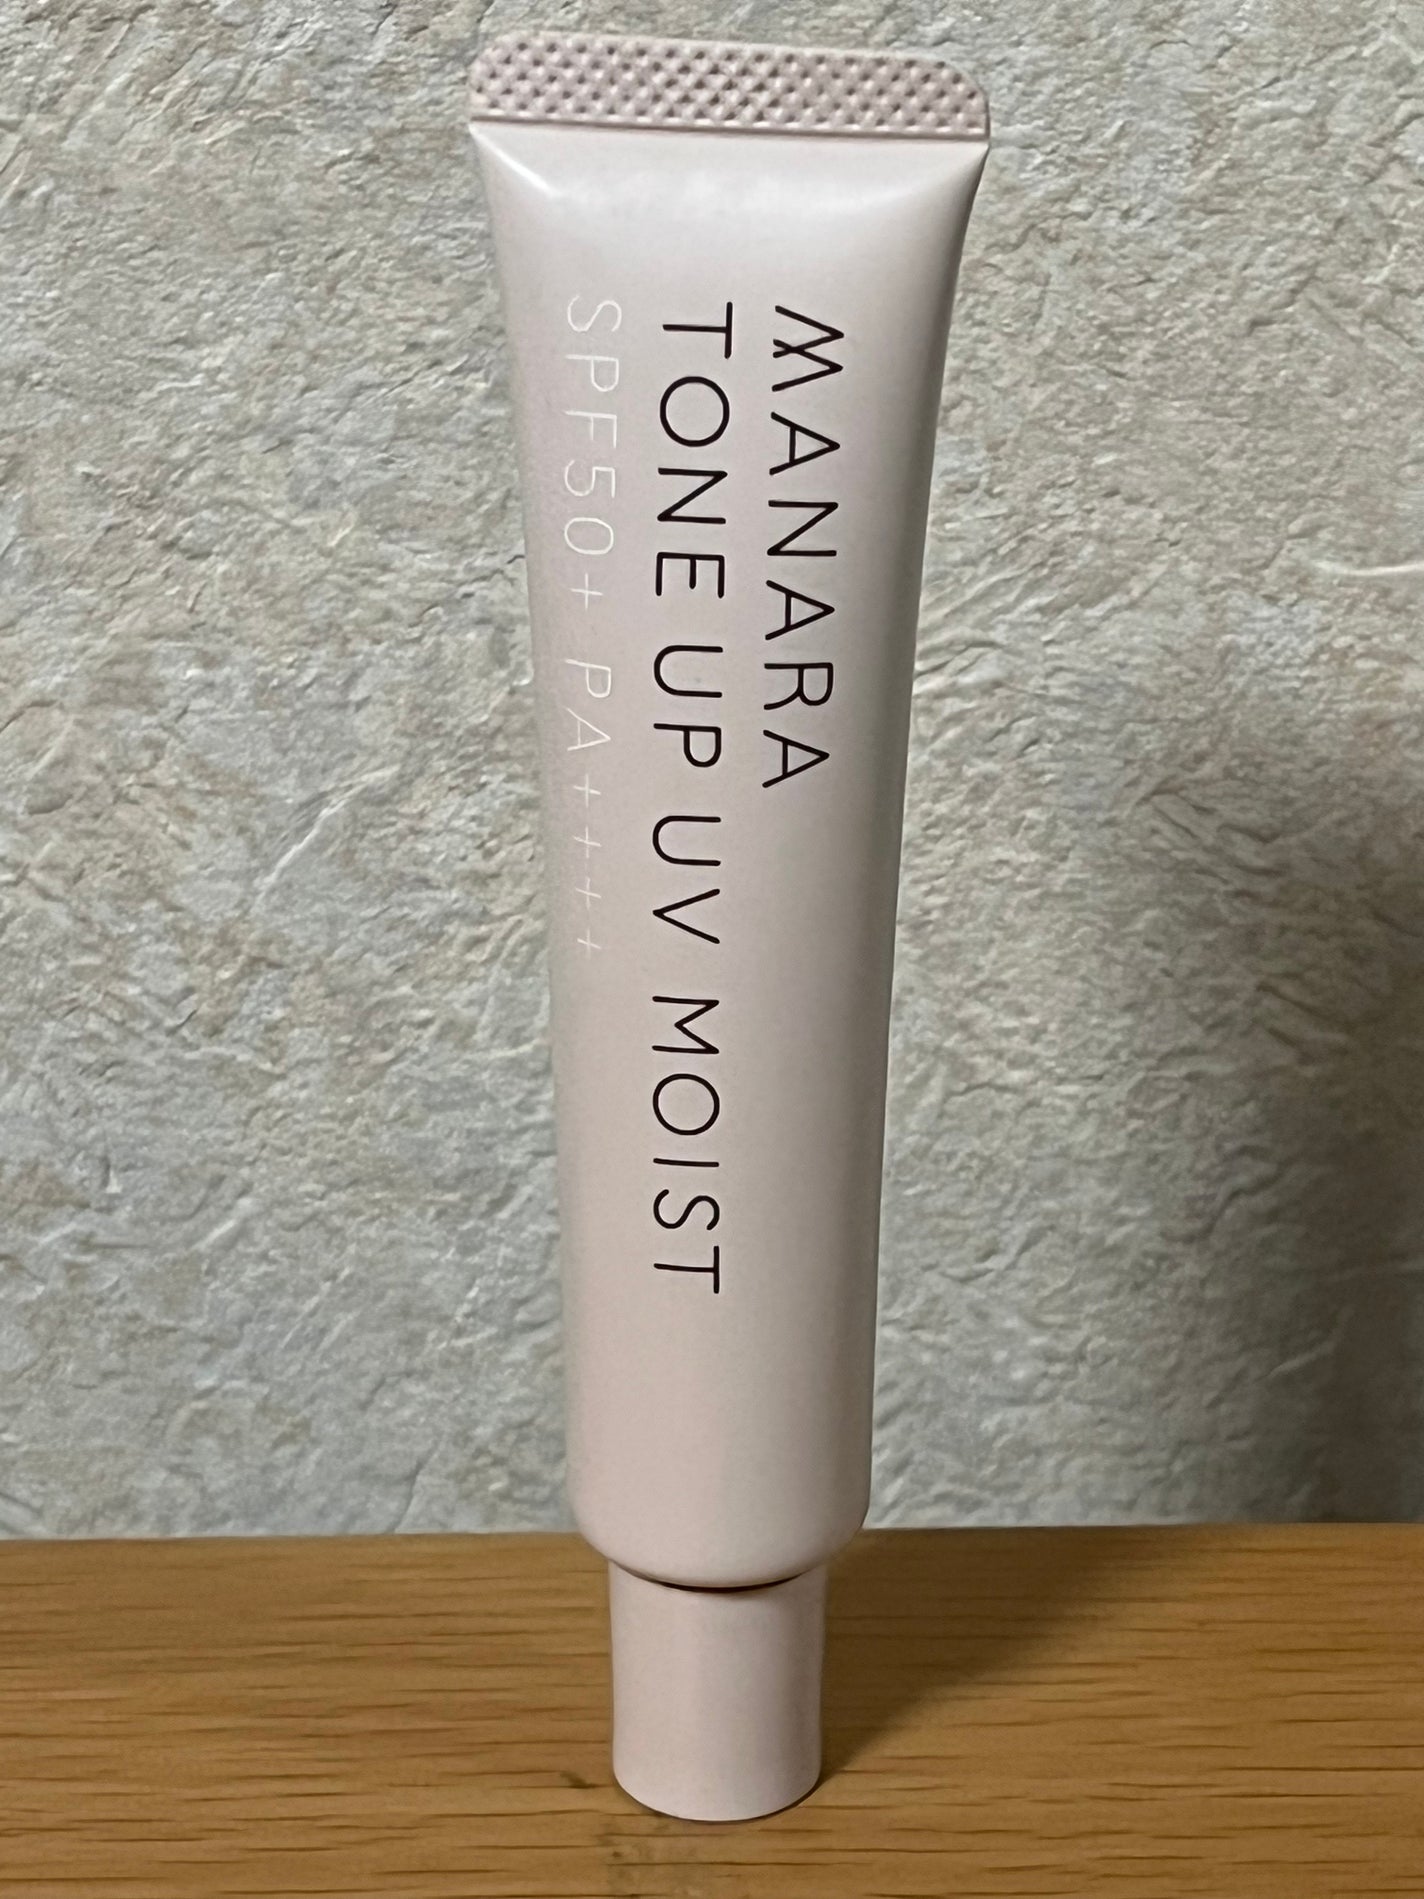 MANARA
TONE UP UV MOIST
SPF50+ PA++++